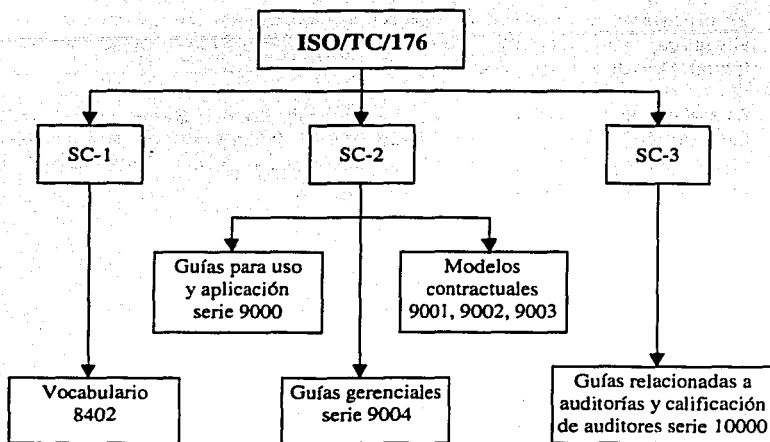 ISO/TC/176
SC-1
SC-2
SC-3
Guías para uso
y aplicación
serie 9000
Modelos
contractuales
9001, 9002, 9003
Vocabulario
8402
Guías gerenciales
serie 9004
Guías relacionadas a
auditorías y calificación
de auditores serie 10000